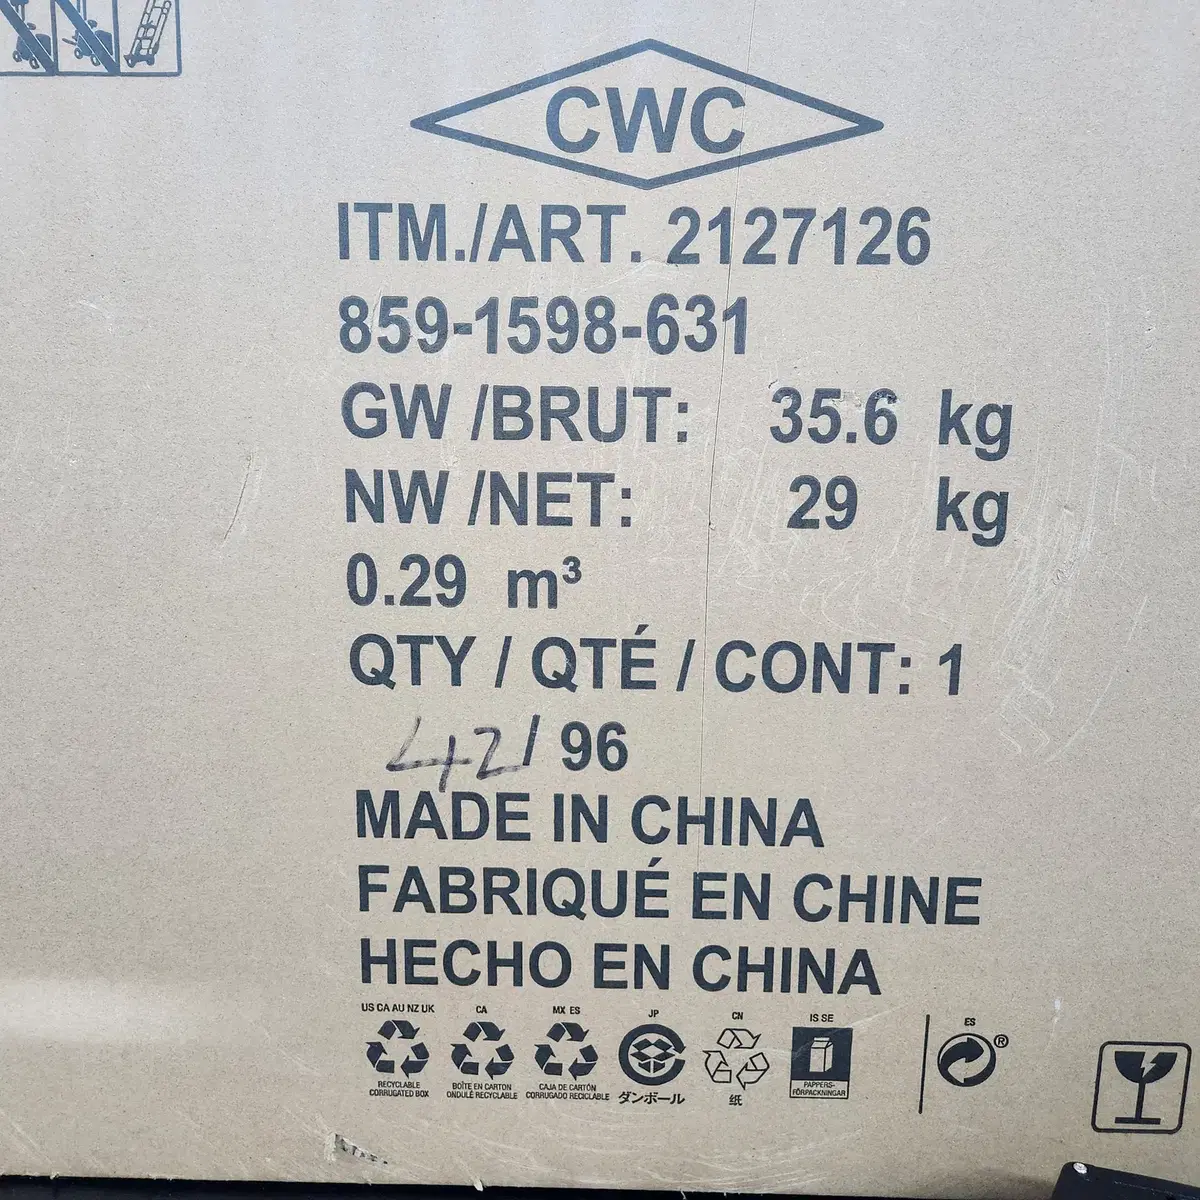 CWC
ITM./ART. 2127126
859-1598-631
GW /BRUT: 35.6 kg
NW /NET: 29 kg
0.29 m³
QTY / QTÉ / CONT: 1
42/ 96
MADE IN CHINA
FABRIQUÉ EN CHINE
HECHO EN CHINA
US CA AU NZ UK
RECYCLABLE
CORRUGATED BOX
CA
BOÎTE EN CARTON
ONDULÉ RECYCLABLE
MX ES
CAJA DE CARTÓN
CORRUGADO RECICLABLE
JP
ダンボール
CN
纸
IS SE
PAPPERS-
FÖRPACKNINGAR
ES
®